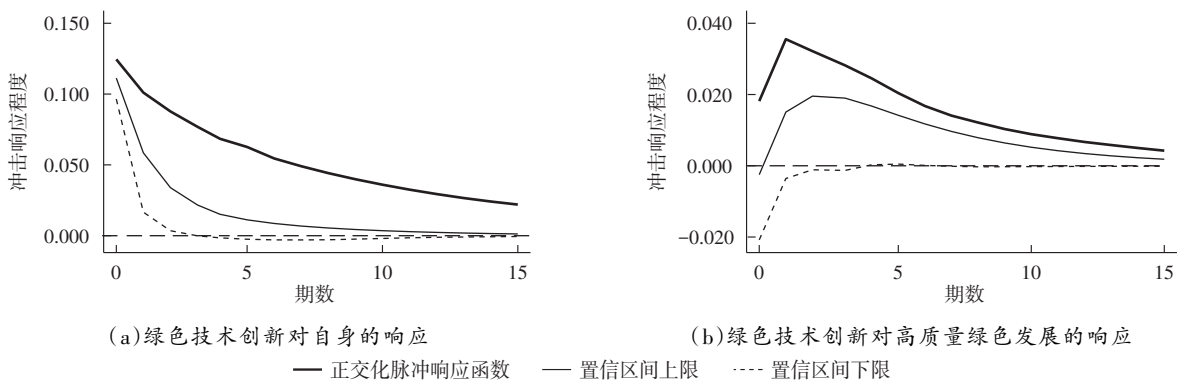 0.150
0.100
0.050
0.000
冲击响应程度
0
5
10
15
期数
(a)绿色技术创新对自身的响应
0.040
0.020
0.000
-0.020
冲击响应程度
0
5
10
15
期数
(b)绿色技术创新对高质量绿色发展的响应
正交化脉冲响应函数 置信区间上限 置信区间下限